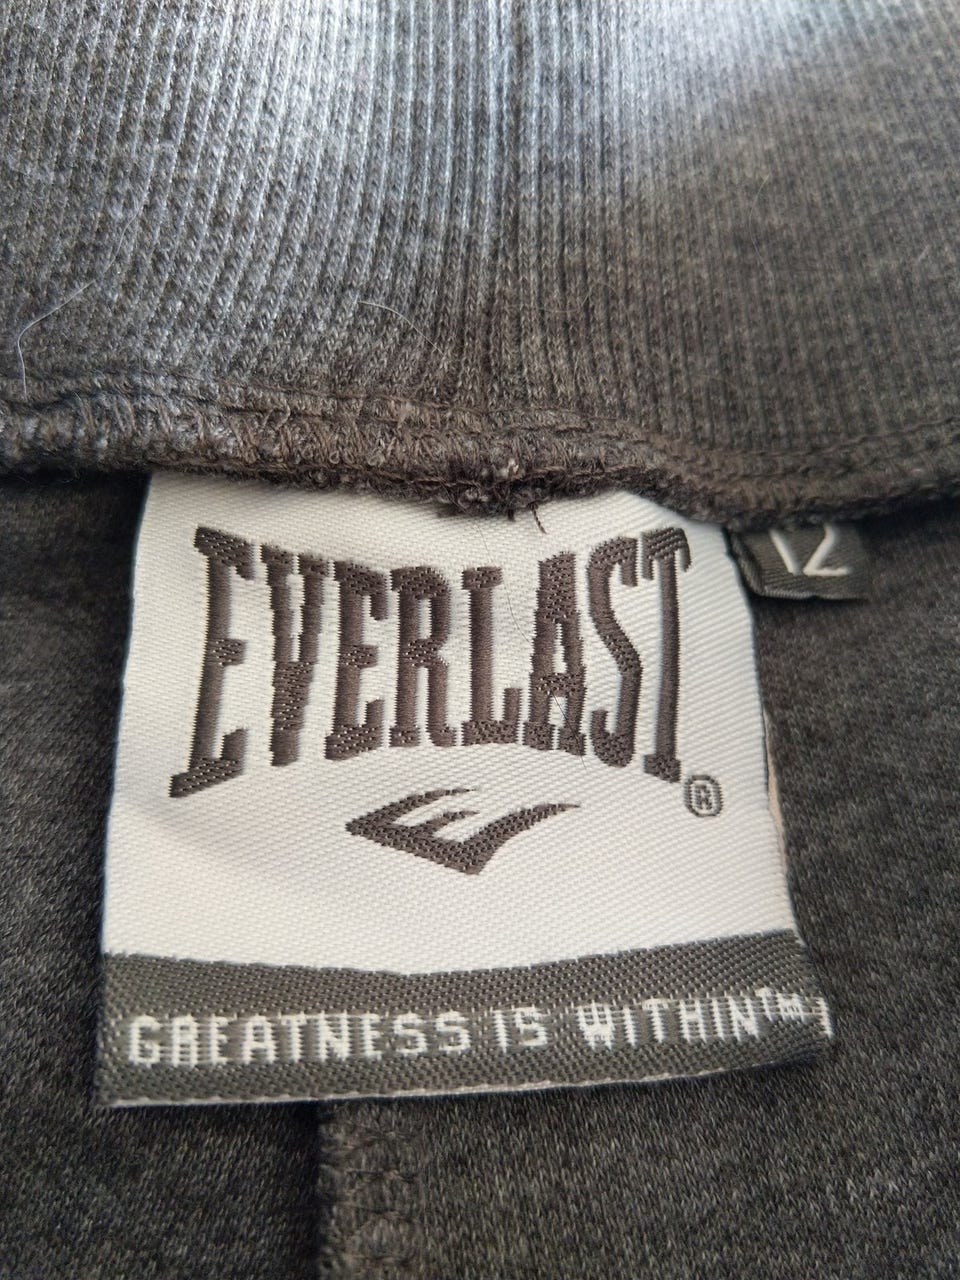 EVERLAST®
12
GREATNESS IS WITHIN™